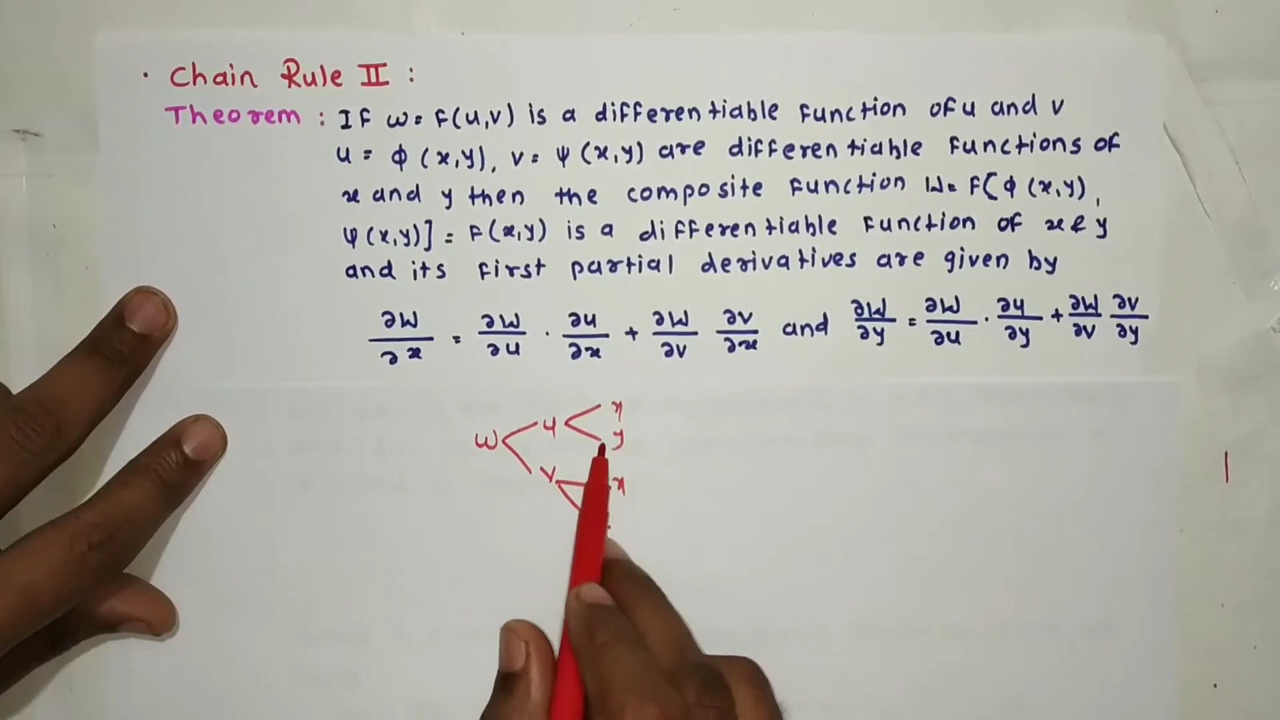 · Chain Rule II :
Theorem : If w = f(u,v) is a differentiable function of u and v
u = φ (x,y), v = ψ (x,y) are differentiable functions of
x and y then the composite function W = F[φ (x,y),
ψ(x,y)] = F(x,y) is a differentiable function of x & y
and its first partial derivatives are given by
∂W/∂x = ∂W/∂u · ∂u/∂x + ∂W/∂v ∂v/∂x and ∂W/∂y = ∂W/∂u · ∂u/∂y + ∂W/∂v ∂v/∂y
x
u
w y
v x